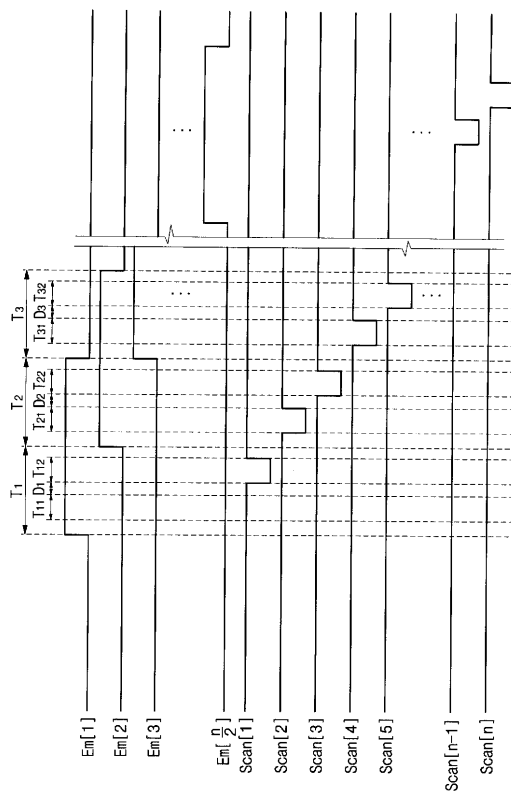 T1 T2 T3
T11 D1 T12 T21 D2 T22 T31 D3 T32
Em[1]
Em[2]
Em[3]
...
...
Em[n/2]
Scan[1]
Scan[2]
Scan[3]
Scan[4]
Scan[5]
...
...
Scan[n-1]
Scan[n]